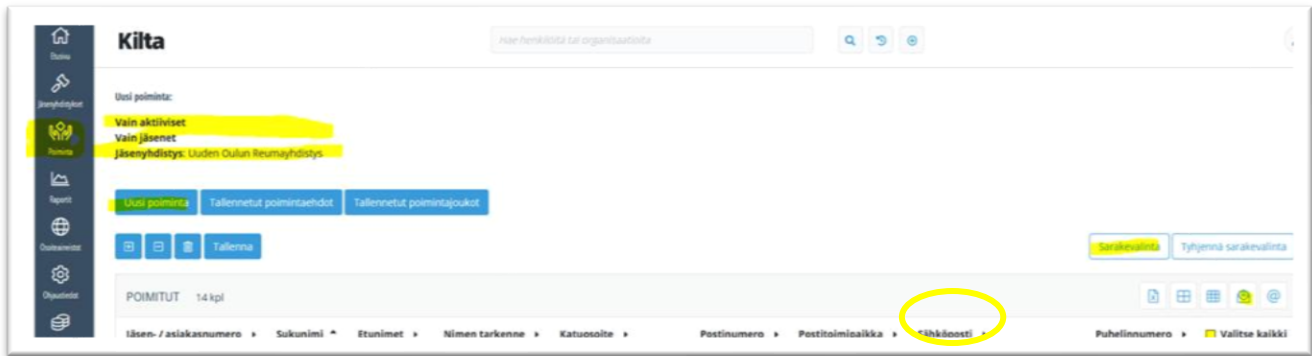 Kilta
Hae henkilöitä tai organisaatioita
Etusivu
Jäsenyhdistykset
Poiminta
Raportit
Osoiteaineistot
Ohjaustiedot
Uusi poiminta:
Vain aktiiviset
Vain jäsenet
Jäsenyhdistys: Uuden Oulun Reumayhdistys
Uusi poiminta Tallennetut poimintaehdot Tallennetut poimintajoukot
Tallenna
Sarakevalinta Tyhjennä sarakevalinta
POIMITUT 14 kpl
Jäsen- / asiakasnumero Sukunimi Etunimet Nimen tarkenne Katuosoite Postinumero Postitoimipaikka Sähköposti Puhelinnumero Valitse kaikki